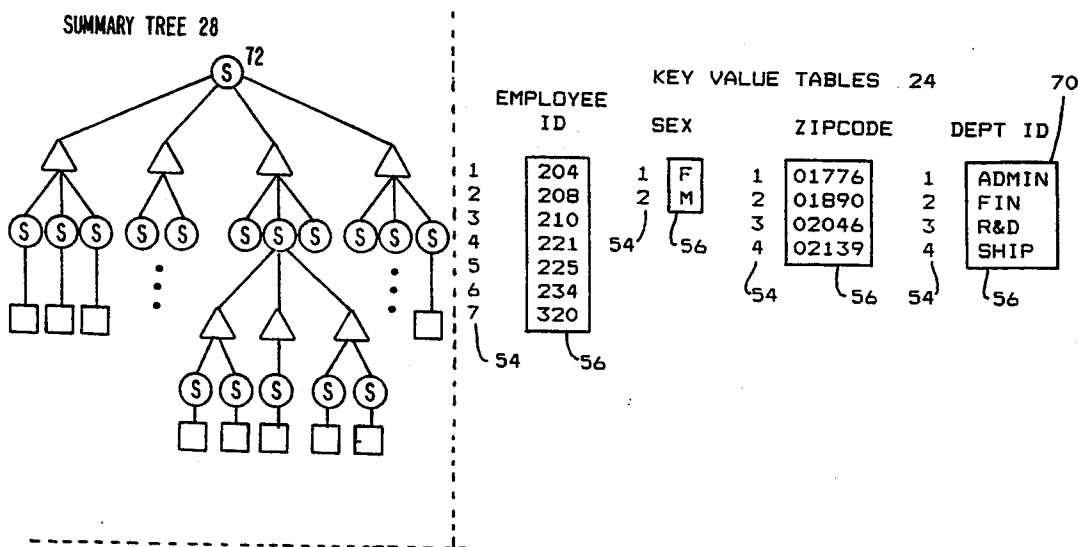 SUMMARY TREE 28
72
S
S S S S S S S S S S S
S S S S S
KEY VALUE TABLES 24
70
EMPLOYEE
ID
SEX
ZIPCODE
DEPT ID
1 204
2 208
3 210
4 221
5 225
6 234
7 320
54
56
1 F
2 M
54
56
1 01776
2 01890
3 02046
4 02139
54
56
1 ADMIN
2 FIN
3 R&D
4 SHIP
54
56